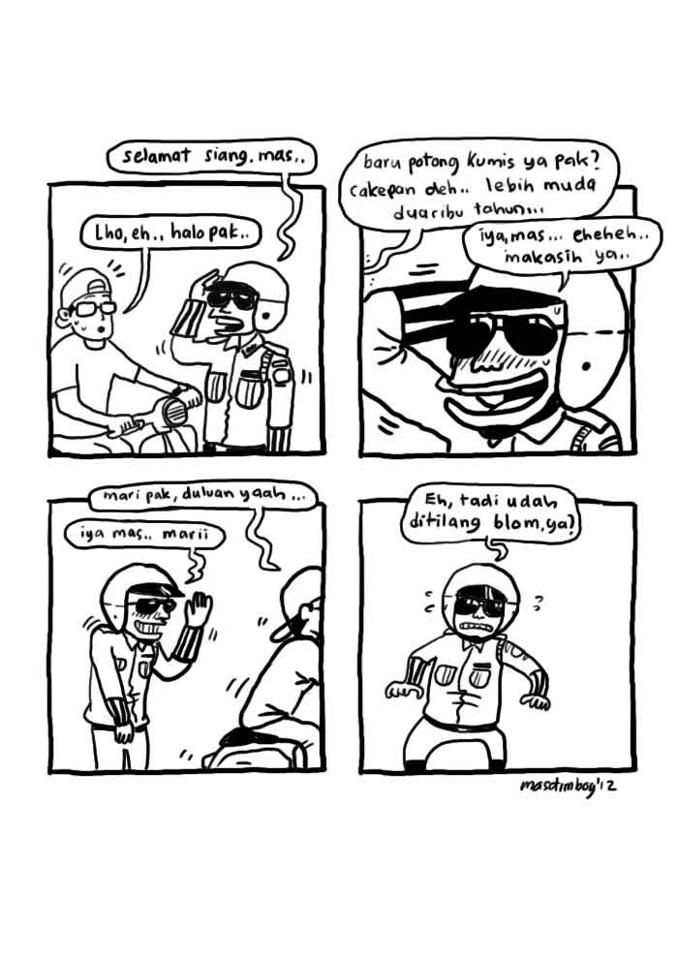 selamat siang, mas..
Lho, eh.. halo pak..
baru potong kumis ya pak?
cakepan deh.. lebih muda
duaribu tahun...
iya, mas... eheheh..
makasih ya..
mari pak, duluan yaah...
iya mas.. marii
Eh, tadi udah
ditilang blom, ya?
masdimboy'12